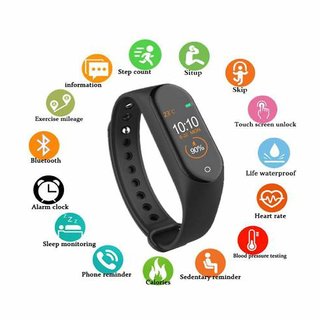 Step count
Situp
information
Skip
Exercise mileage
Touch screen unlock
Bluetooth
Life waterproof
Alarm clock
Heart rate
Sleep monitoring
Blood pressure testing
Phone reminder
Sedentary reminder
Calories
23°C
10:10
90%